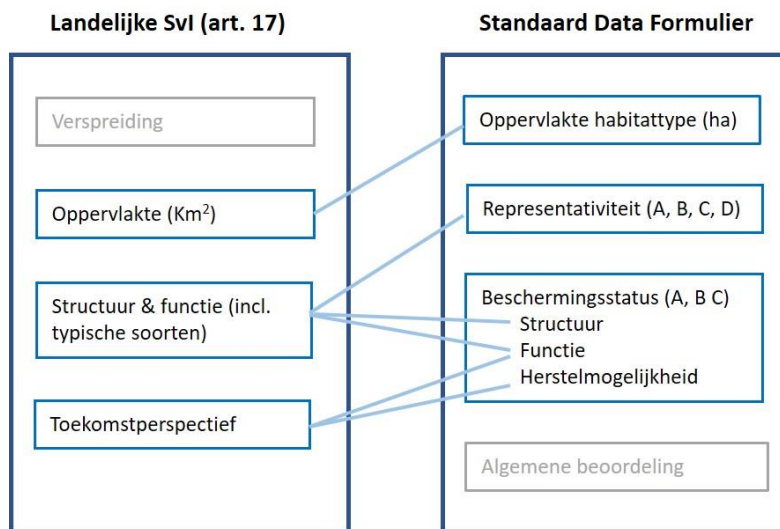 Landelijke SvI (art. 17)
Verspreiding
Oppervlakte (Km²)
Structuur & functie (incl.
typische soorten)
Toekomstperspectief
Standaard Data Formulier
Oppervlakte habitattype (ha)
Representativiteit (A, B, C, D)
Beschermingsstatus (A, B C)
Structuur
Functie
Herstelmogelijkheid
Algemene beoordeling